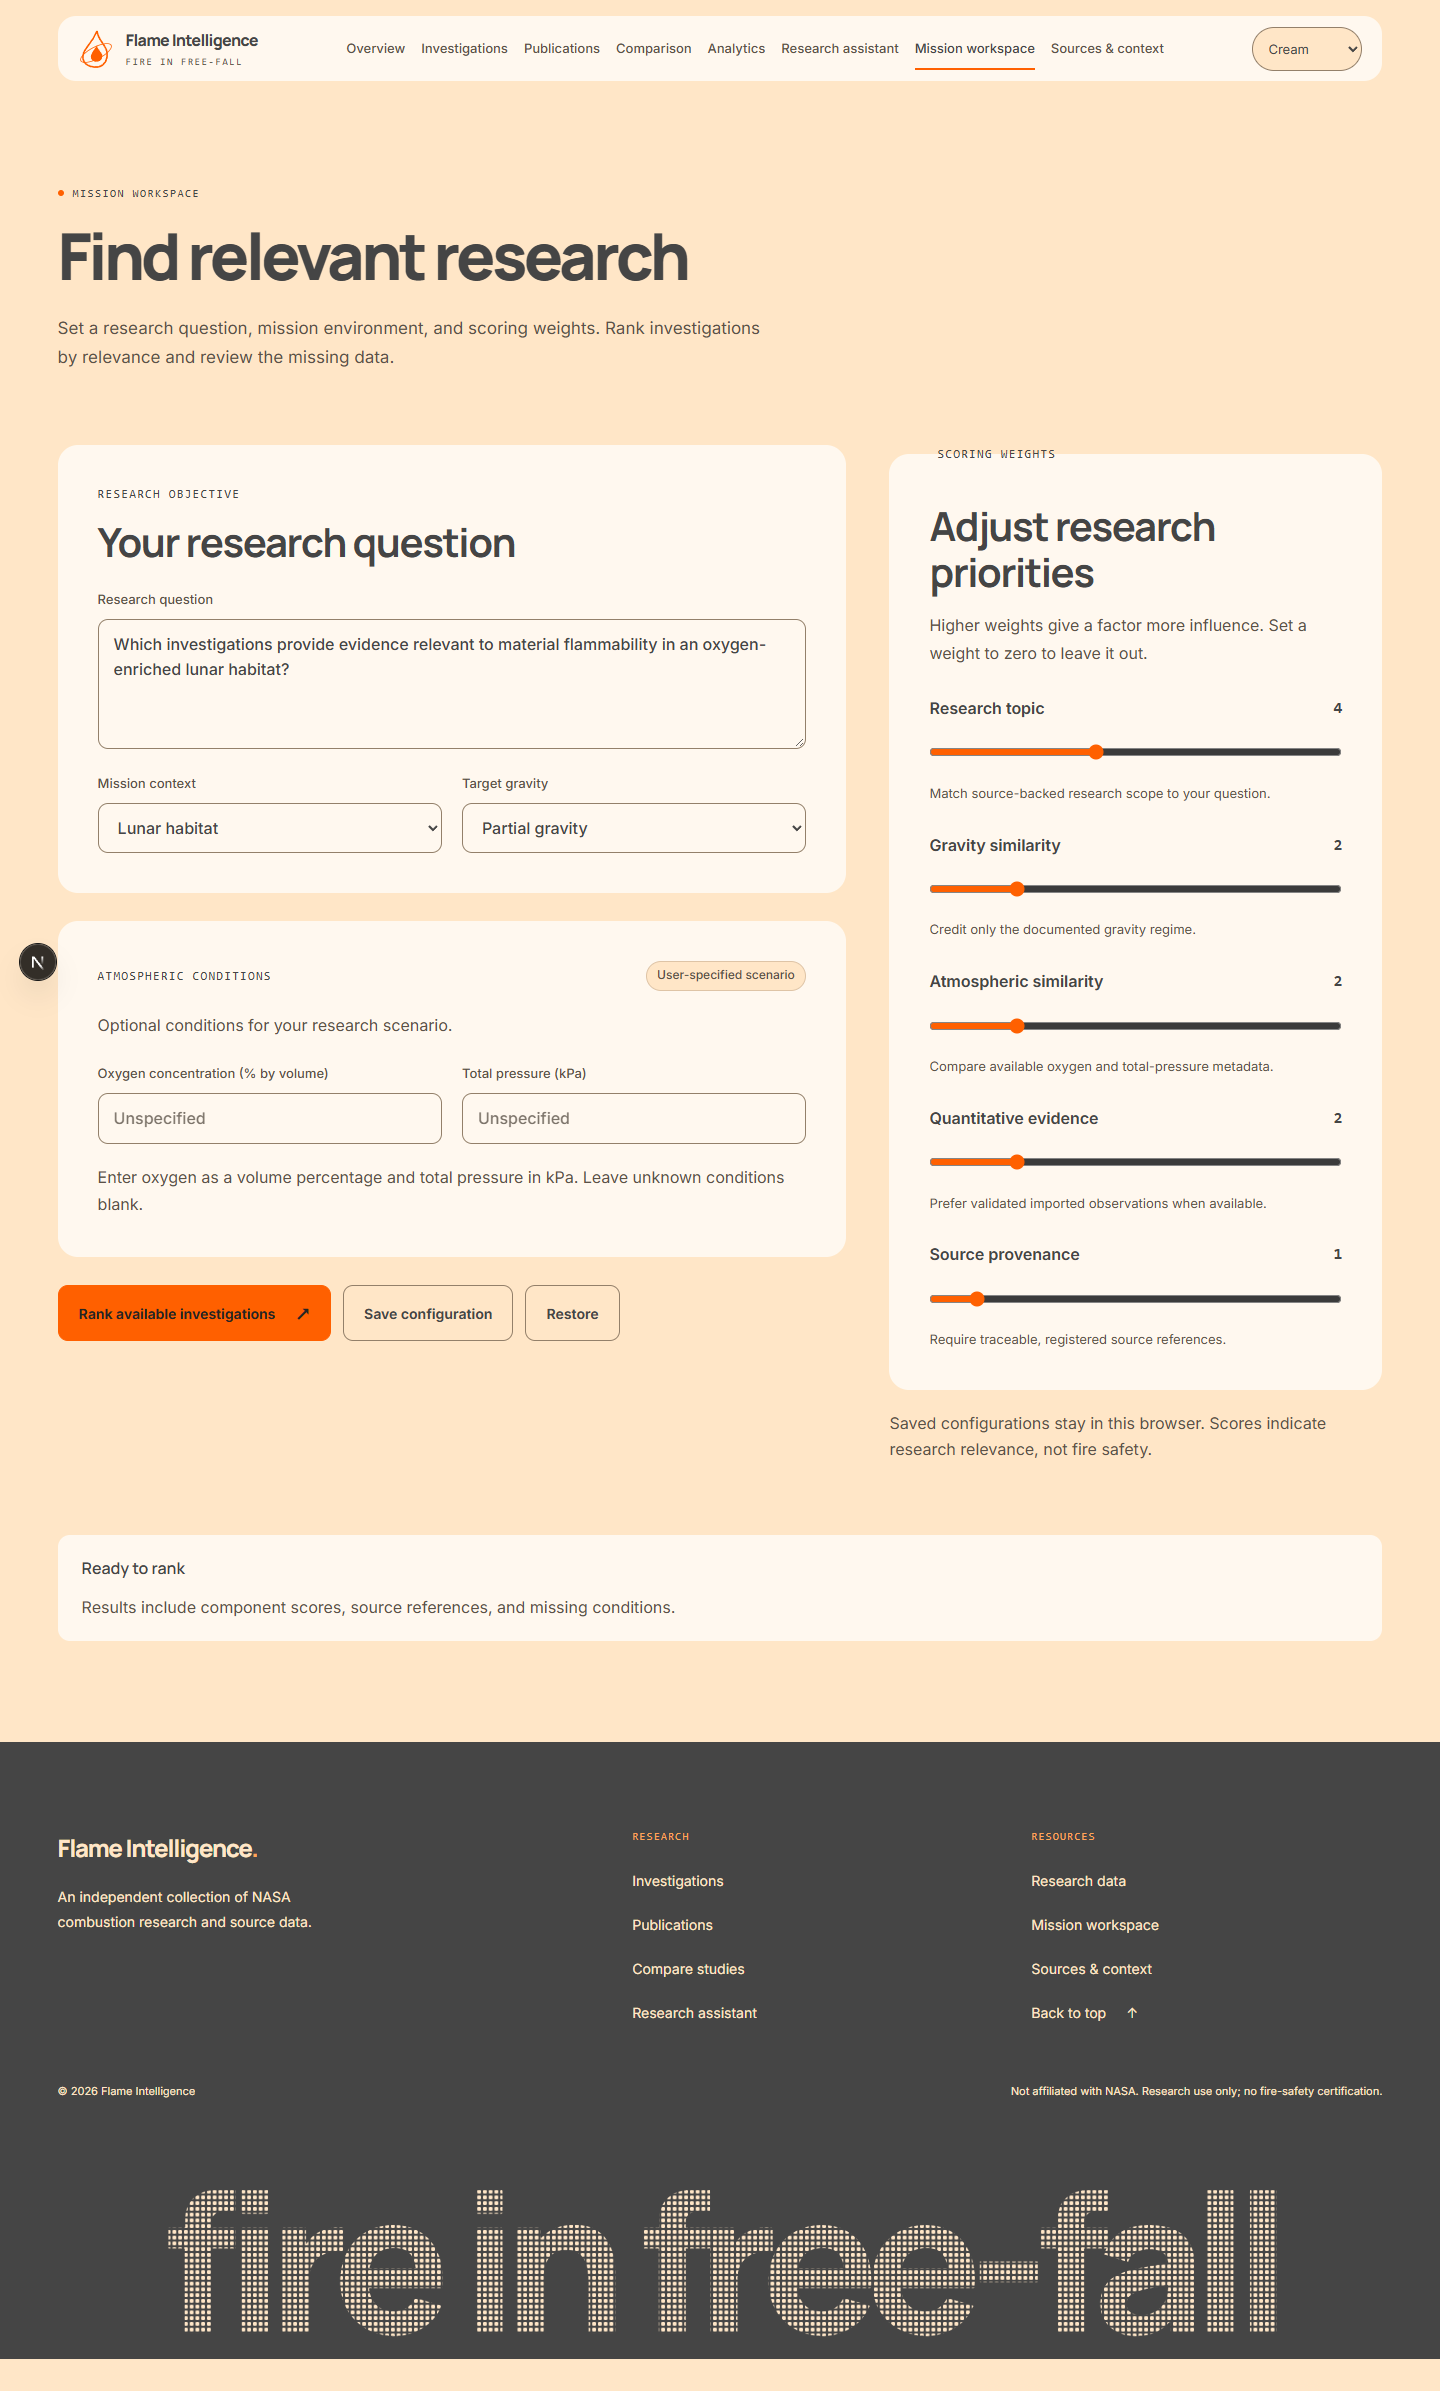 Flame Intelligence
FIRE IN FREE-FALL
Overview
Investigations
Publications
Comparison
Analytics
Research assistant
Mission workspace
Sources & context
Cream
MISSION WORKSPACE
Find relevant research
Set a research question, mission environment, and scoring weights. Rank investigations
by relevance and review the missing data.
RESEARCH OBJECTIVE
Your research question
Research question
Which investigations provide evidence relevant to material flammability in an oxygen-
enriched lunar habitat?
Mission context
Target gravity
Lunar habitat
Partial gravity
N
ATMOSPHERIC CONDITIONS
User-specified scenario
Optional conditions for your research scenario.
Oxygen concentration (% by volume)
Total pressure (kPa)
Unspecified
Unspecified
Enter oxygen as a volume percentage and total pressure in kPa. Leave unknown conditions
blank.
Rank available investigations ↗
Save configuration
Restore
SCORING WEIGHTS
Adjust research
priorities
Higher weights give a factor more influence. Set a
weight to zero to leave it out.
Research topic 4
Match source-backed research scope to your question.
Gravity similarity 2
Credit only the documented gravity regime.
Atmospheric similarity 2
Compare available oxygen and total-pressure metadata.
Quantitative evidence 2
Prefer validated imported observations when available.
Source provenance 1
Require traceable, registered source references.
Saved configurations stay in this browser. Scores indicate
research relevance, not fire safety.
Ready to rank
Results include component scores, source references, and missing conditions.
Flame Intelligence.
An independent collection of NASA
combustion research and source data.
RESEARCH
Investigations
Publications
Compare studies
Research assistant
RESOURCES
Research data
Mission workspace
Sources & context
Back to top ↑
© 2026 Flame Intelligence
Not affiliated with NASA. Research use only; no fire-safety certification.
fire in free-fall